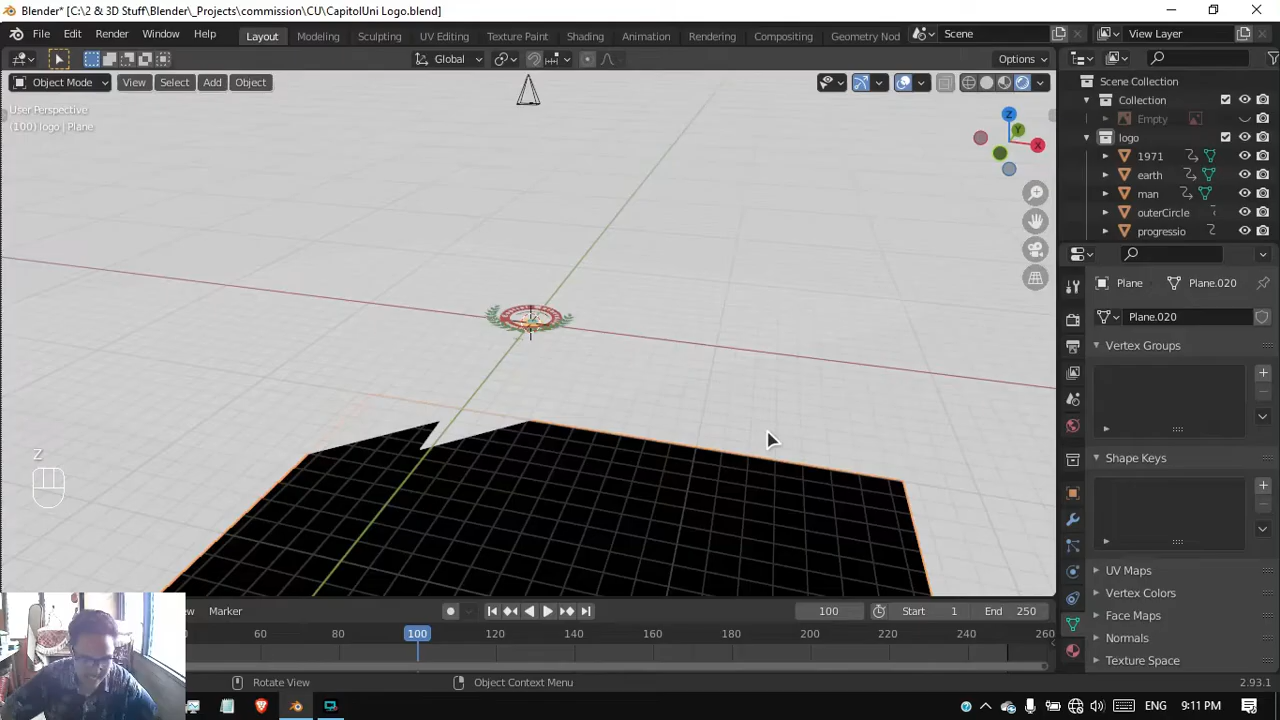 Blender* [C:\2 & 3D Stuff\Blender\_Projects\commission\CU\CapitolUni Logo.blend]
File Edit Render Window Help Layout Modeling Sculpting UV Editing Texture Paint Shading Animation Rendering Compositing Geometry Nod Scene View Layer
Global Options
Object Mode View Select Add Object
User Perspective
(100) logo | Plane
Z
Y
X
Scene Collection
Collection
Empty
logo
1971
earth
man
outerCircle
progressio
Plane Plane.020
Plane.020
Vertex Groups
Shape Keys
UV Maps
Vertex Colors
Face Maps
Normals
Texture Space
Z
Marker
100 Start 1 End 250
60 80 100 120 140 160 180 200 220 240 260
Rotate View Object Context Menu 2.93.1
ENG 9:11 PM